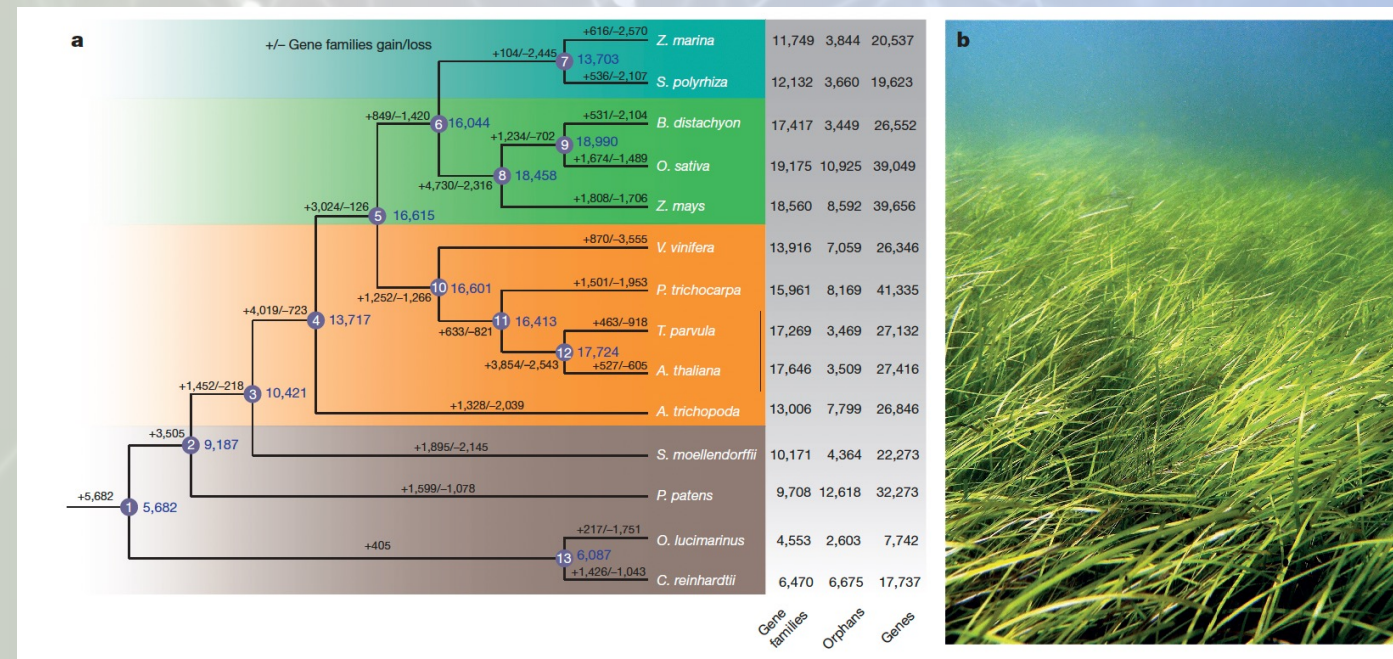 a
+/– Gene families gain/loss
b
+616/–2,570
Z. marina 11,749 3,844 20,537
+104/–2,445
7 13,703
+536/–2,107
S. polyrhiza 12,132 3,660 19,623
+849/–1,420
6 16,044
+531/–2,104
B. distachyon 17,417 3,449 26,552
+1,234/–702
9 18,990
+1,674/–1,489
O. sativa 19,175 10,925 39,049
+4,730/–2,316
8 18,458
+1,808/–1,706
Z. mays 18,560 8,592 39,656
+3,024/–126
5 16,615
+870/–3,555
V. vinifera 13,916 7,059 26,346
+1,252/–1,266
10 16,601
+1,501/–1,953
P. trichocarpa 15,961 8,169 41,335
+4,019/–723
4 13,717
+633/–821
11 16,413
+463/–918
T. parvula 17,269 3,469 27,132
+3,854/–2,543
12 17,724
+527/–605
A. thaliana 17,646 3,509 27,416
+1,452/–218
3 10,421
+1,328/–2,039
A. trichopoda 13,006 7,799 26,846
+3,505
2 9,187
+1,895/–2,145
S. moellendorffii 10,171 4,364 22,273
+1,599/–1,078
P. patens 9,708 12,618 32,273
+5,682
1 5,682
+217/–1,751
O. lucimarinus 4,553 2,603 7,742
+405
13 6,087
+1,426/–1,043
C. reinhardtii 6,470 6,675 17,737
Gene
families
Orphans
Genes